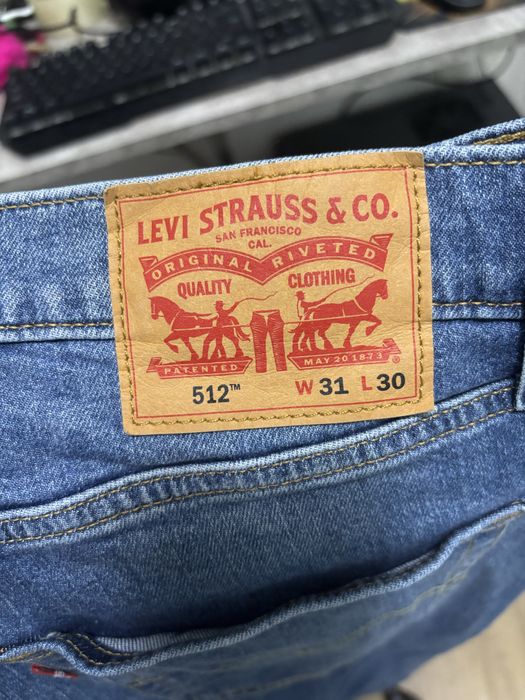 LEVI STRAUSS & CO.
SAN FRANCISCO
CAL.
ORIGINAL RIVETED
QUALITY CLOTHING
PATENTED MAY 20 1873 ®
512™ W 31 L 30